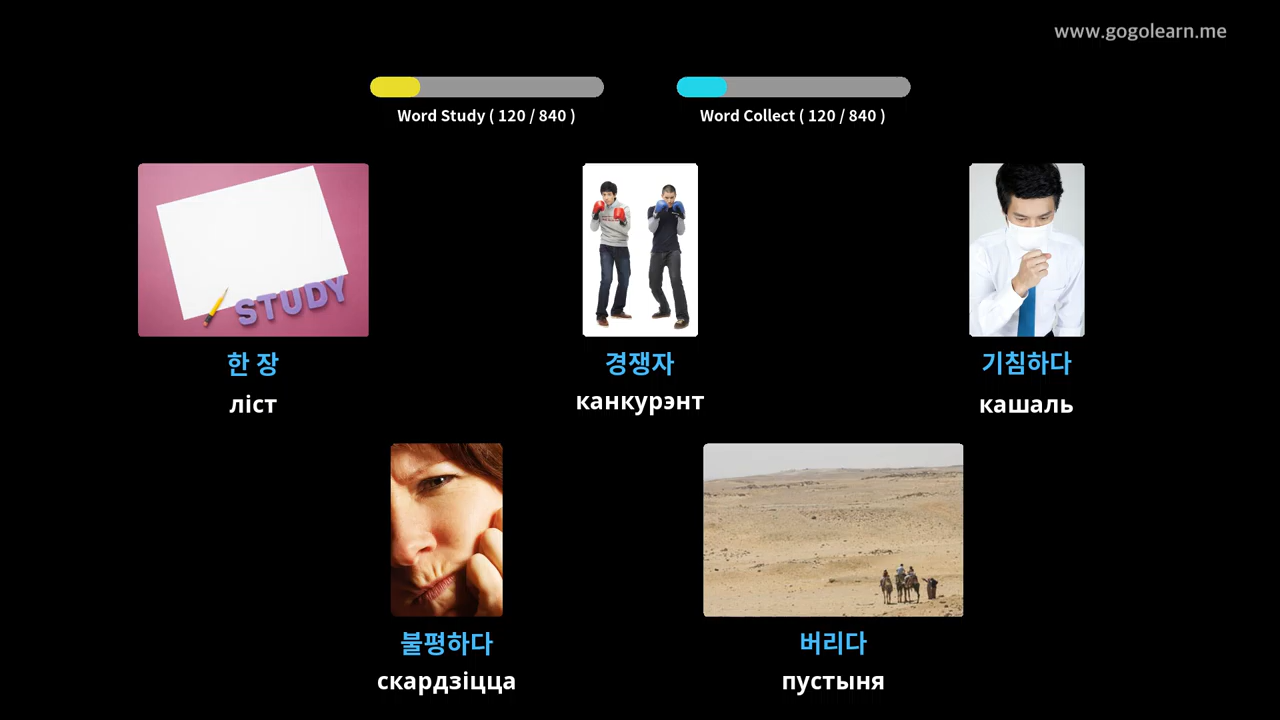 www.gogolearn.me
Word Study ( 120 / 840 )
Word Collect ( 120 / 840 )
STUDY
한 장
ліст
경쟁자
канкурэнт
기침하다
кашаль
불평하다
скардзіцца
버리다
пустыня